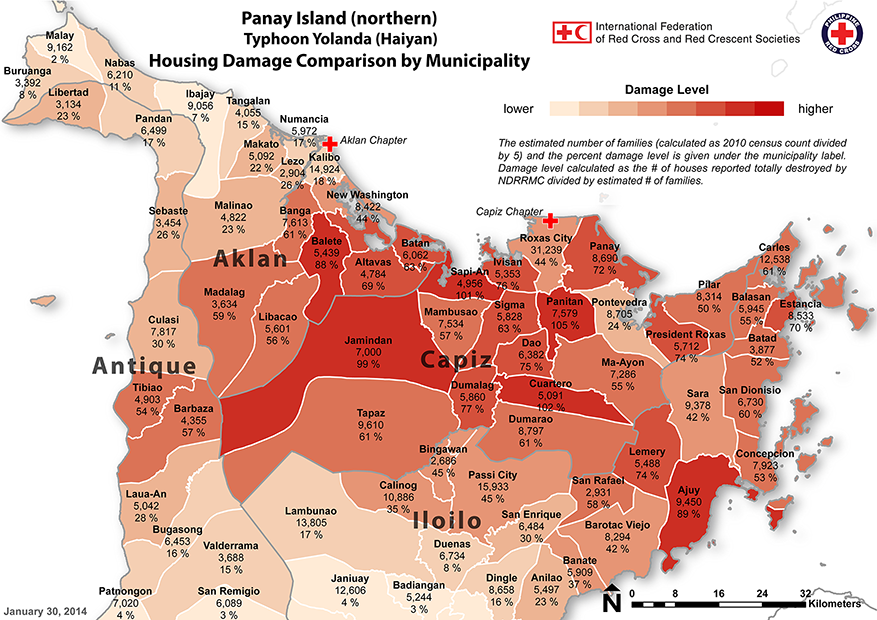 Panay Island (northern)
Typhoon Yolanda (Haiyan)
Housing Damage Comparison by Municipality
International Federation
of Red Cross and Red Crescent Societies
PHILIPPINE
RED CROSS
Damage Level
lower
higher
The estimated number of families (calculated as 2010 census count divided
by 5) and the percent damage level is given under the municipality label.
Damage level calculated as the # of houses reported totally destroyed by
NDRRMC divided by estimated # of families.
Malay
9,162
2 %
Nabas
6,210
11 %
Buruanga
3,392
8 %
Libertad
3,134
23 %
Ibajay
9,056
7 %
Pandan
6,499
17 %
Tangalan
4,055
15 %
Numancia
5,972
17 %
Aklan Chapter
Makato
5,092
22 %
Lezo
2,904
26 %
Kalibo
14,924
18 %
New Washington
8,422
44 %
Sebaste
3,454
26 %
Malinao
4,822
23 %
Banga
7,613
61 %
Balete
5,439
88 %
Altavas
4,784
69 %
Batan
6,062
83 %
Aklan
Capiz Chapter
Roxas City
31,239
44 %
Panay
8,690
72 %
Ivisan
5,353
76 %
Sapi-An
4,956
101 %
Carles
12,538
61 %
Madalag
3,634
59 %
Libacao
5,601
56 %
Culasi
7,817
30 %
Jamindan
7,000
99 %
Mambusao
7,534
57 %
Sigma
5,828
63 %
Panitan
7,579
105 %
Pontevedra
8,705
24 %
Pilar
8,314
50 %
Balasan
5,945
55 %
Estancia
8,533
70 %
President Roxas
5,712
74 %
Batad
3,877
52 %
Dao
6,382
75 %
Capiz
Ma-Ayon
7,286
55 %
Antique
Tibiao
4,903
54 %
Barbaza
4,355
57 %
Dumalag
5,860
77 %
Cuartero
5,091
102 %
Sara
9,378
42 %
San Dionisio
6,730
60 %
Tapaz
9,610
61 %
Dumarao
8,797
61 %
Bingawan
2,686
45 %
Lemery
5,488
74 %
Concepcion
7,923
53 %
Calinog
10,886
35 %
Passi City
15,933
45 %
San Rafael
2,931
58 %
Ajuy
9,450
89 %
Laua-An
5,042
28 %
Lambunao
13,805
17 %
Iloilo
San Enrique
6,484
30 %
Barotac Viejo
8,294
42 %
Bugasong
6,453
16 %
Valderrama
3,688
15 %
Duenas
6,734
8 %
Banate
5,909
37 %
Patnongon
7,020
4 %
San Remigio
6,089
3 %
Janiuay
12,606
4 %
Badiangan
5,244
3 %
Dingle
8,658
16 %
Anilao
5,497
23 %
N
0 8 16 24 32
Kilometers
January 30, 2014